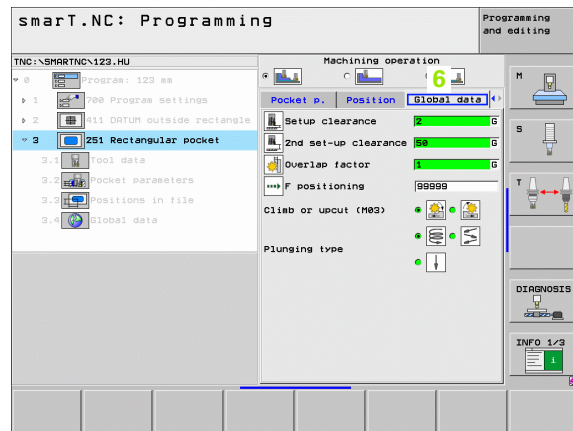 smarT.NC: Programming
Programming
and editing
TNC:\SMARTNC\123.HU
0 Program: 123 mm
1 700 Program settings
2 411 DATUM outside rectangle
3 251 Rectangular pocket
3.1 Tool data
3.2 Pocket parameters
3.3 Positions in file
3.4 Global data
Machining operation
6
Pocket p. Position Global data
Setup clearance 2 G
2nd set-up clearance 50 G
Overlap factor 1 G
F positioning 99999
Climb or upcut (M03)
Plunging type
M
S
T
DIAGNOSIS
INFO 1/3
i